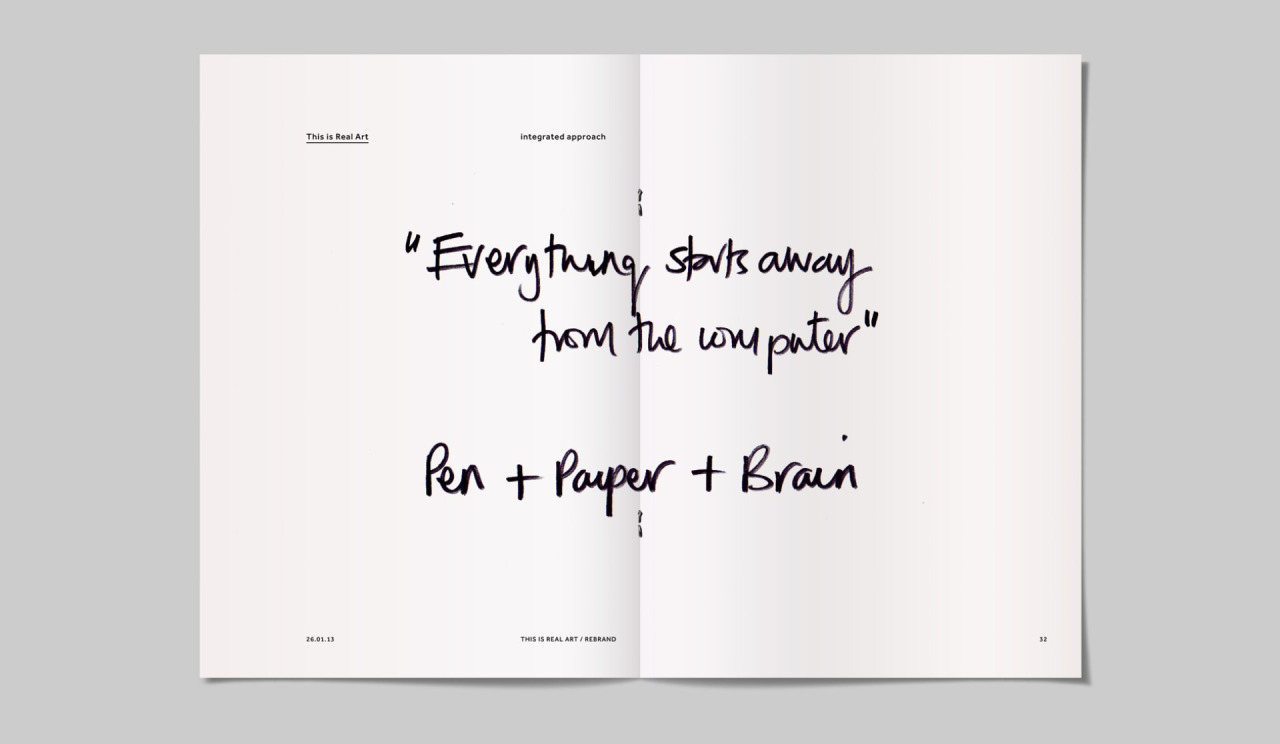 This is Real Art
integrated approach
"Everything starts away
from the computer"
Pen + Paper + Brain
26.01.13
THIS IS REAL ART / REBRAND
32